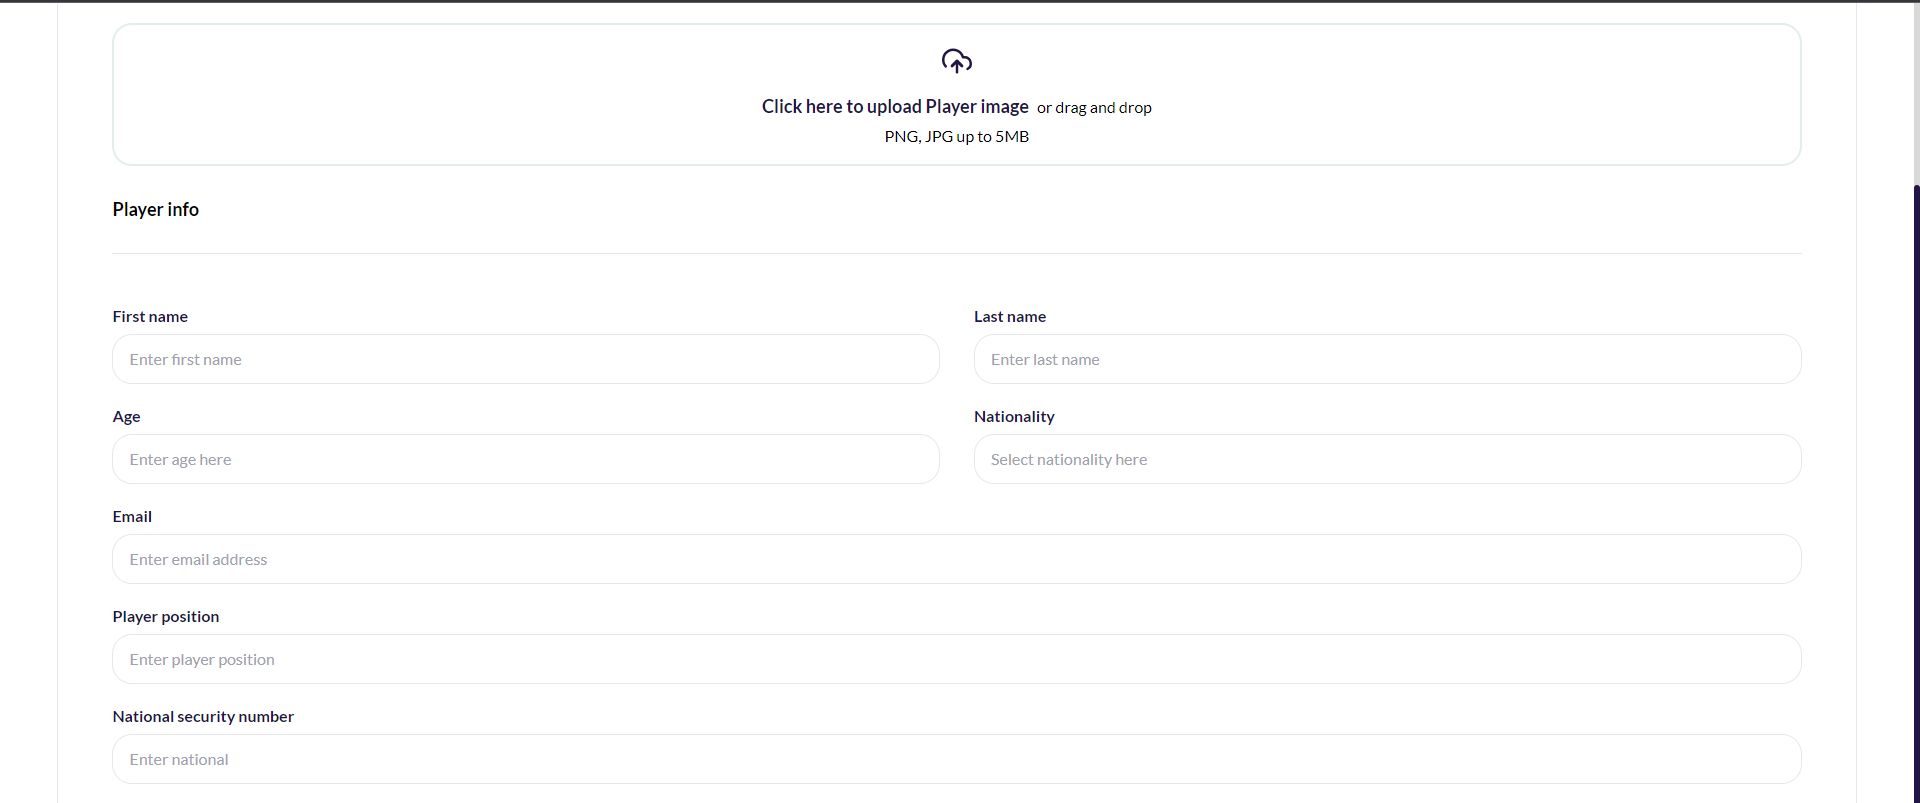 Click here to upload Player image or drag and drop
PNG, JPG up to 5MB
Player info
First name
Last name
Enter first name
Enter last name
Age
Nationality
Enter age here
Select nationality here
Email
Enter email address
Player position
Enter player position
National security number
Enter national